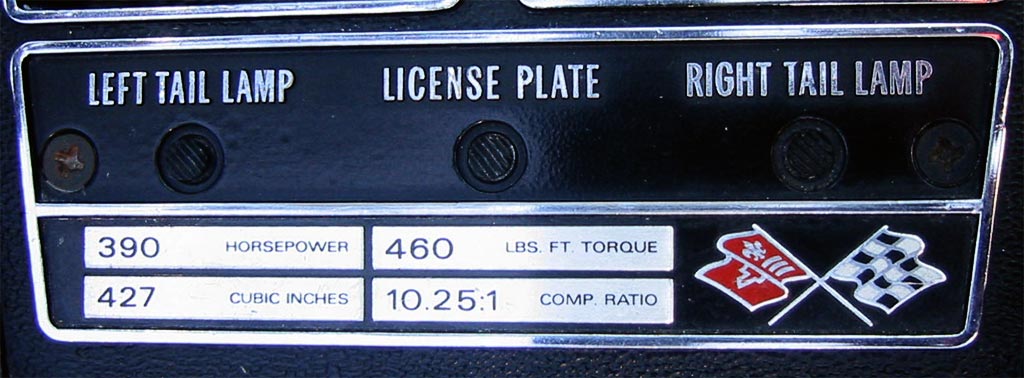 LEFT TAIL LAMP LICENSE PLATE RIGHT TAIL LAMP
390 HORSEPOWER 460 LBS. FT. TORQUE
427 CUBIC INCHES 10.25:1 COMP. RATIO